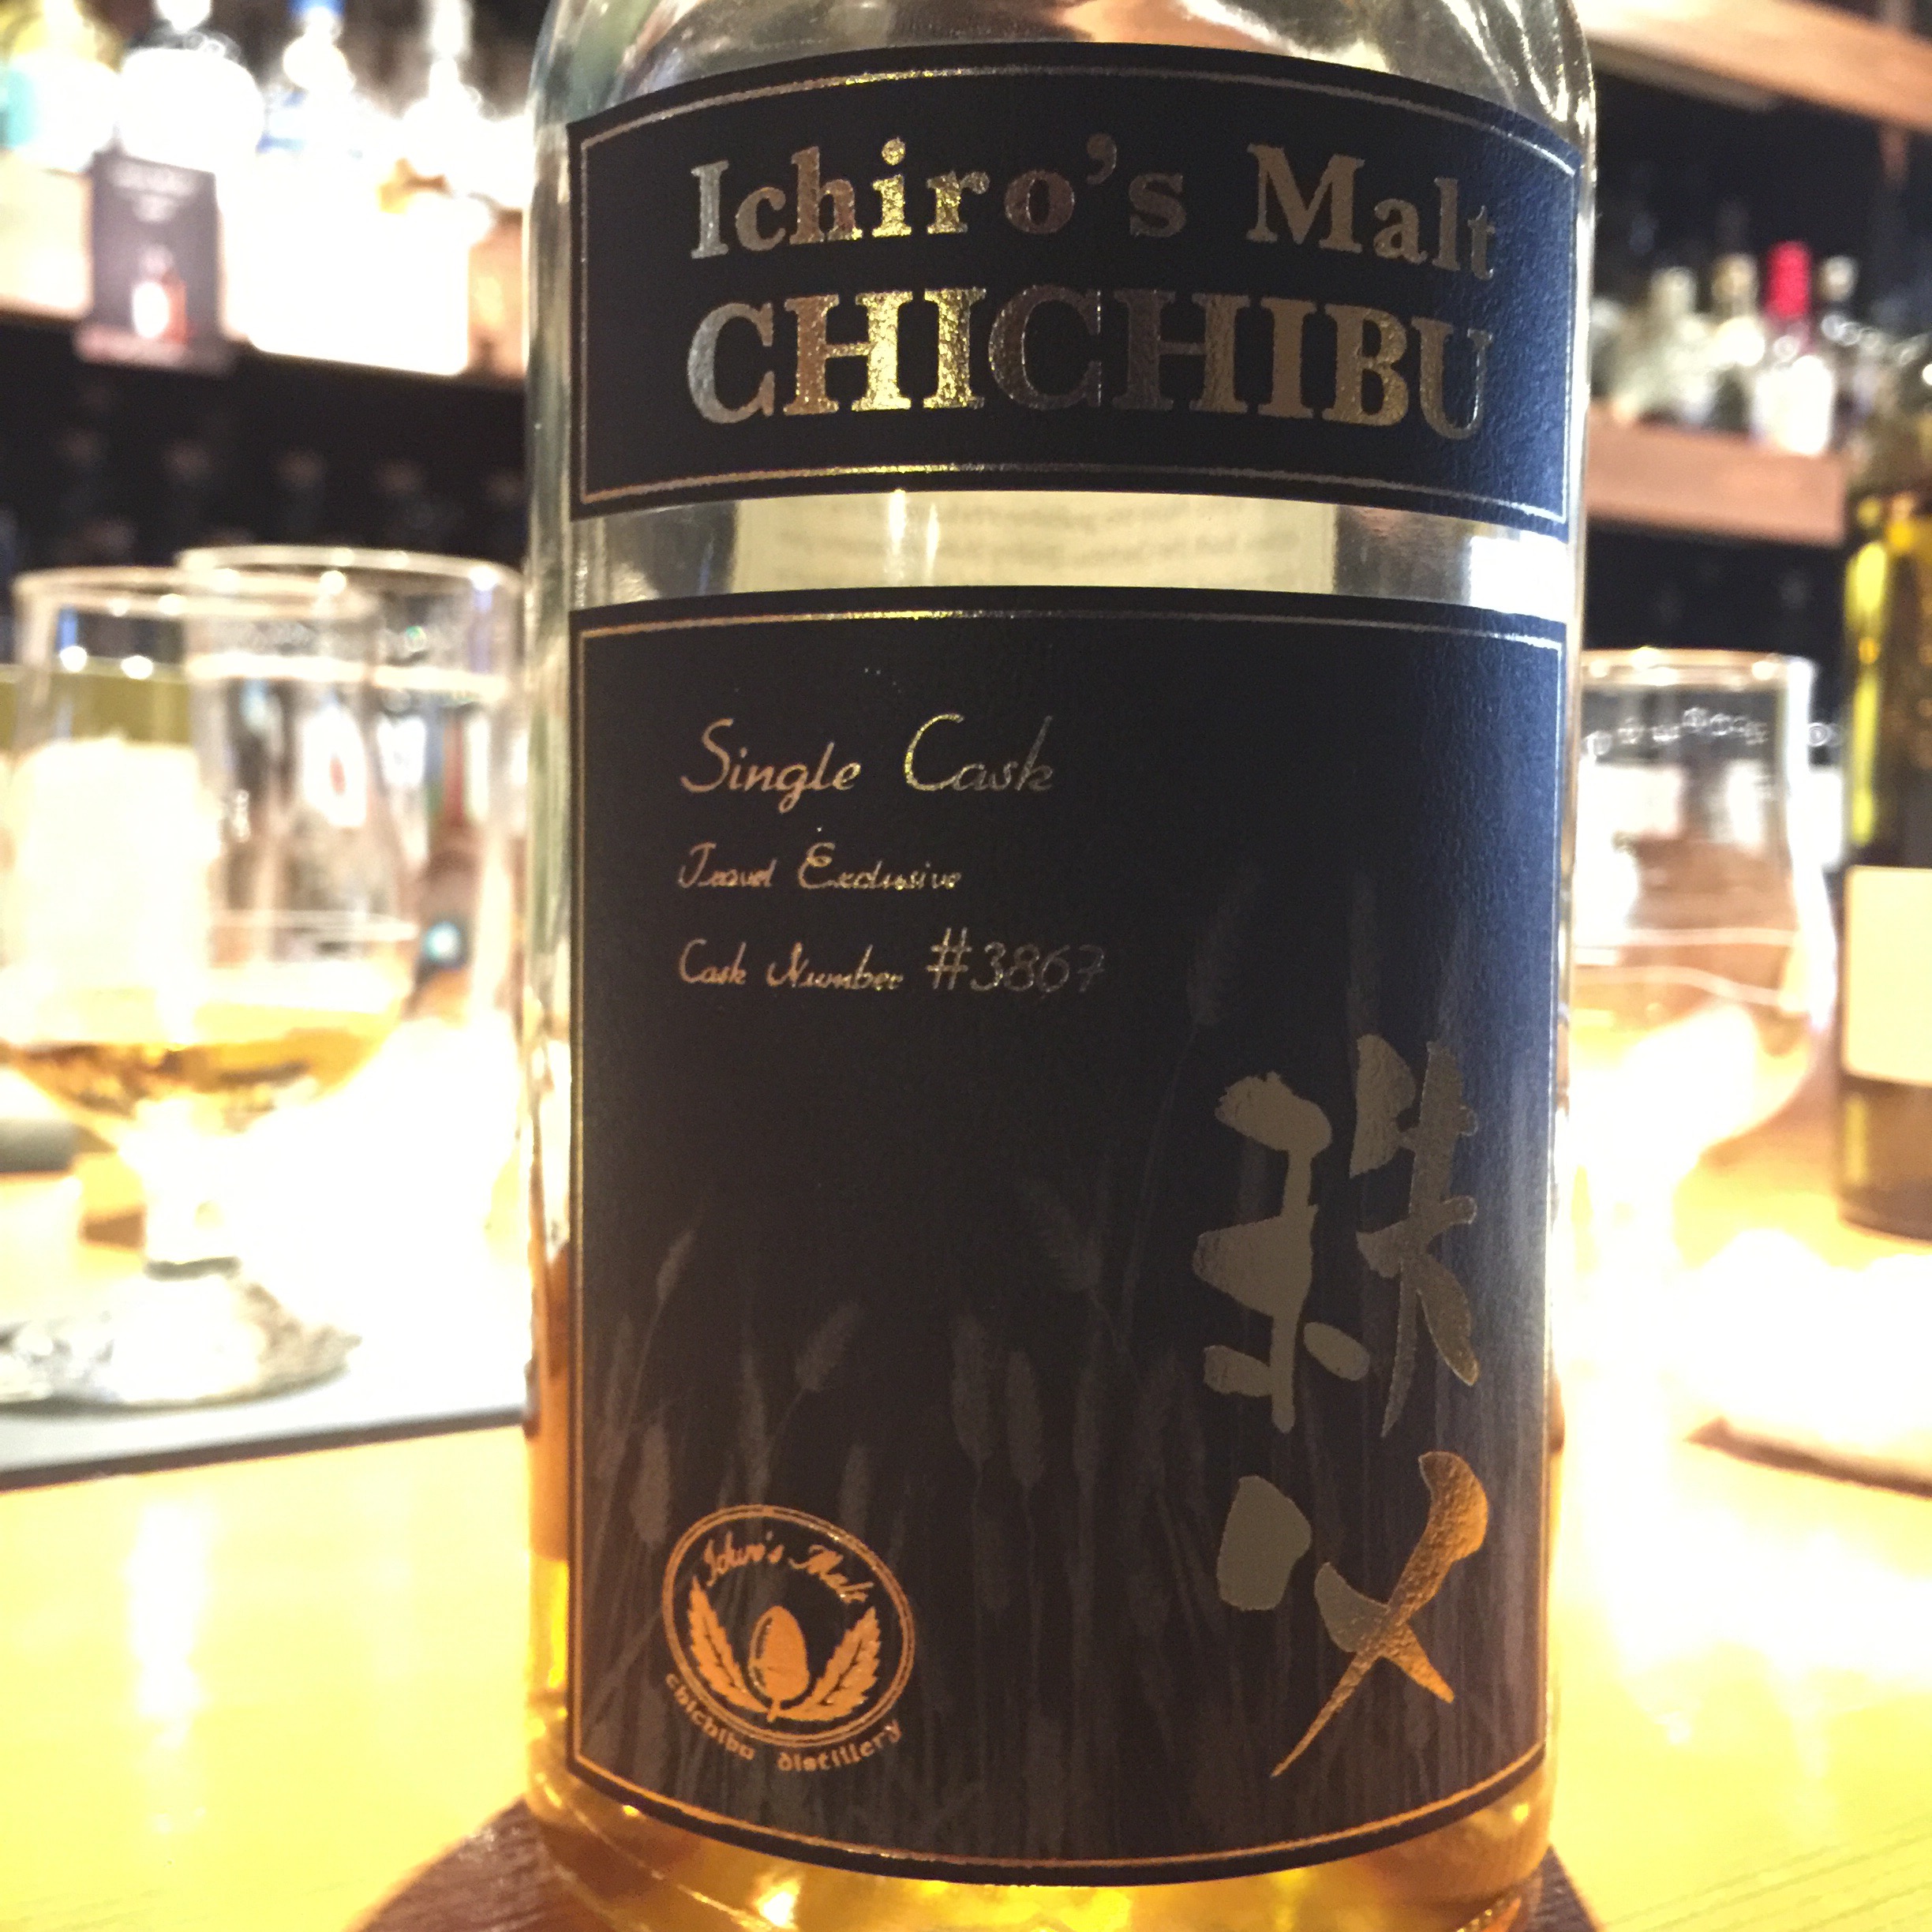 Ichiro's Malt
CHICHIBU
Single Cask
Travel Exclusive
Cask Number #3867
秩父
Ichiro's Malt
chichibu distillery